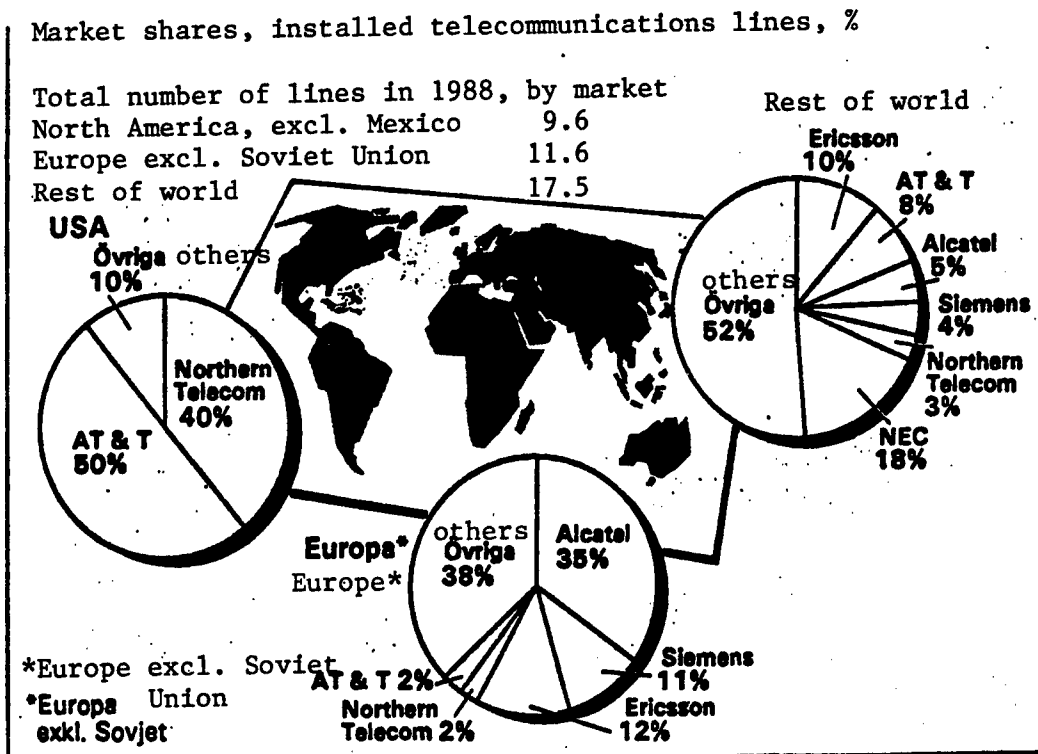 Market shares, installed telecommunications lines, %
Total number of lines in 1988, by market
North America, excl. Mexico 9.6
Europe excl. Soviet Union 11.6
Rest of world 17.5
USA
Övriga others
10%
Northern
Telecom
40%
AT & T
50%
Rest of world
Ericsson
10%
AT & T
8%
Alcatel
5%
Siemens
4%
Northern
Telecom
3%
NEC
18%
others
Övriga
52%
Europa*
Europe*
others
Övriga
38%
Alcatel
35%
Siemens
11%
Ericsson
12%
Northern
Telecom 2%
AT & T 2%
*Europe excl. Soviet
Union
*Europa
exkl. Sovjet